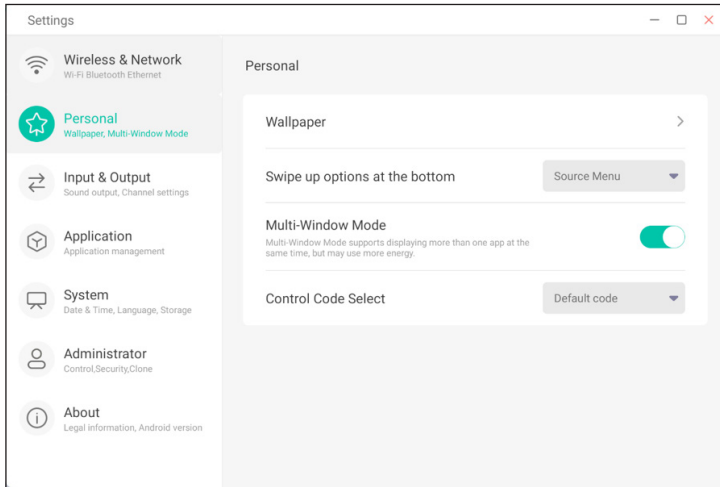 Settings
Wireless & Network
Wi-Fi Bluetooth Ethernet
Personal
Wallpaper, Multi-Window Mode
Input & Output
Sound output, Channel settings
Application
Application management
System
Date & Time, Language, Storage
Administrator
Control,Security,Clone
About
Legal information, Android version
Personal
Wallpaper
Swipe up options at the bottom
Source Menu
Multi-Window Mode
Multi-Window Mode supports displaying more than one app at the
same time, but may use more energy.
Control Code Select
Default code